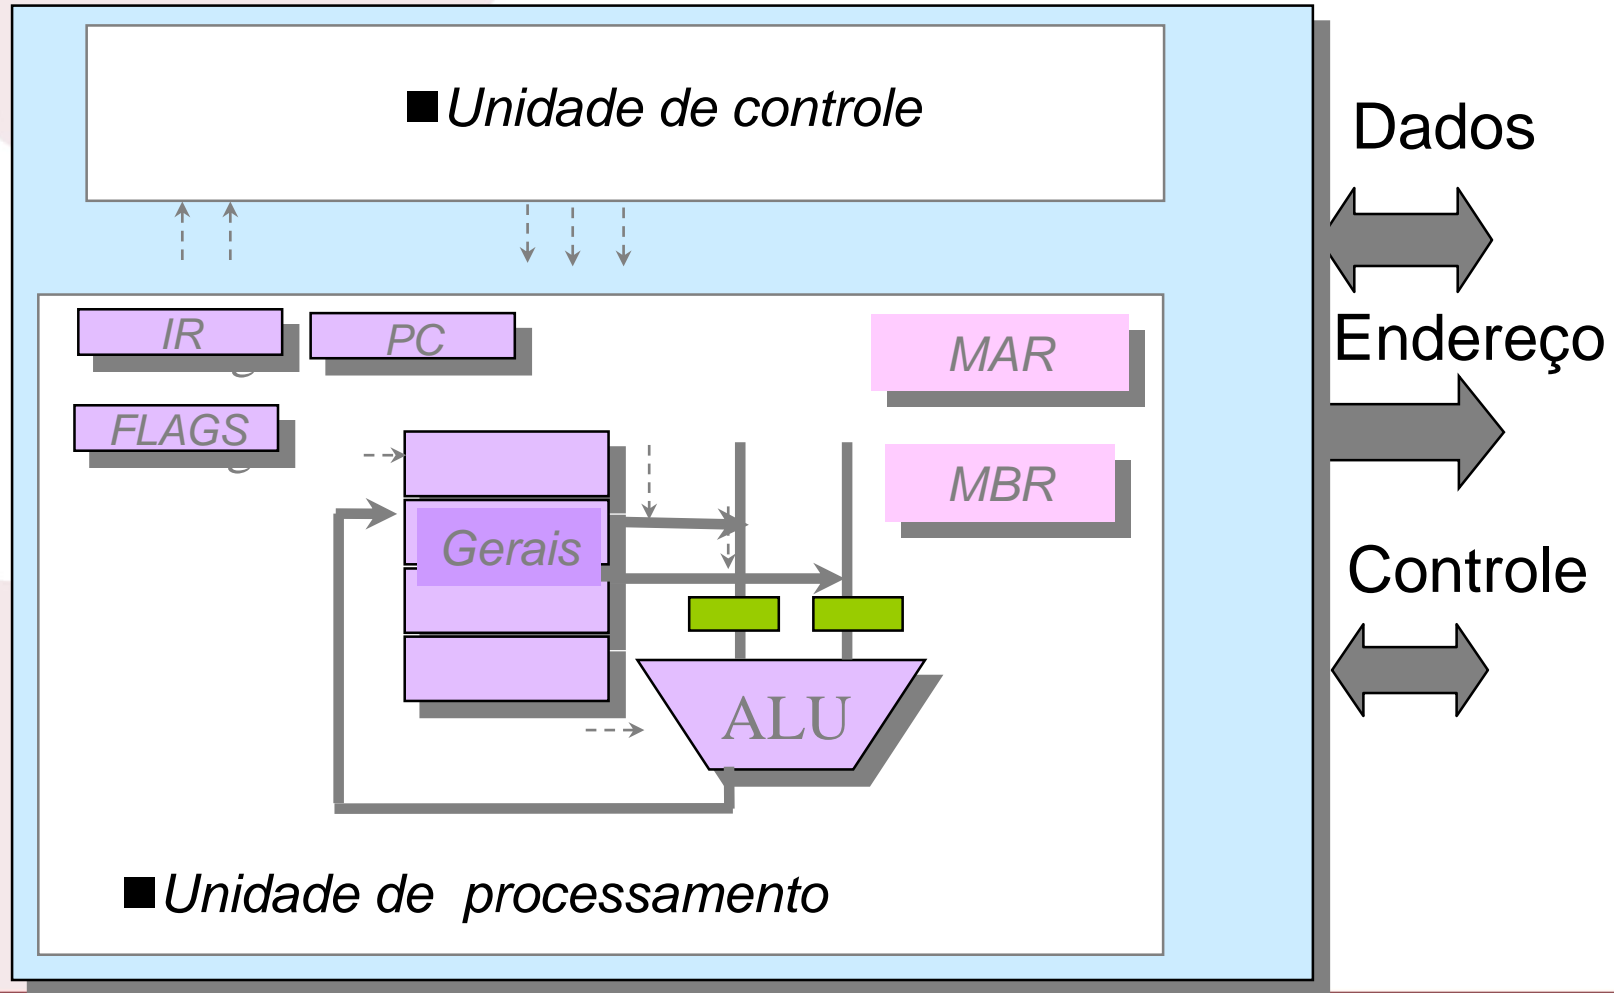 Unidade de controle
Dados
IR
PC
MAR
Endereço
FLAGS
MBR
Gerais
Controle
ALU
Unidade de processamento